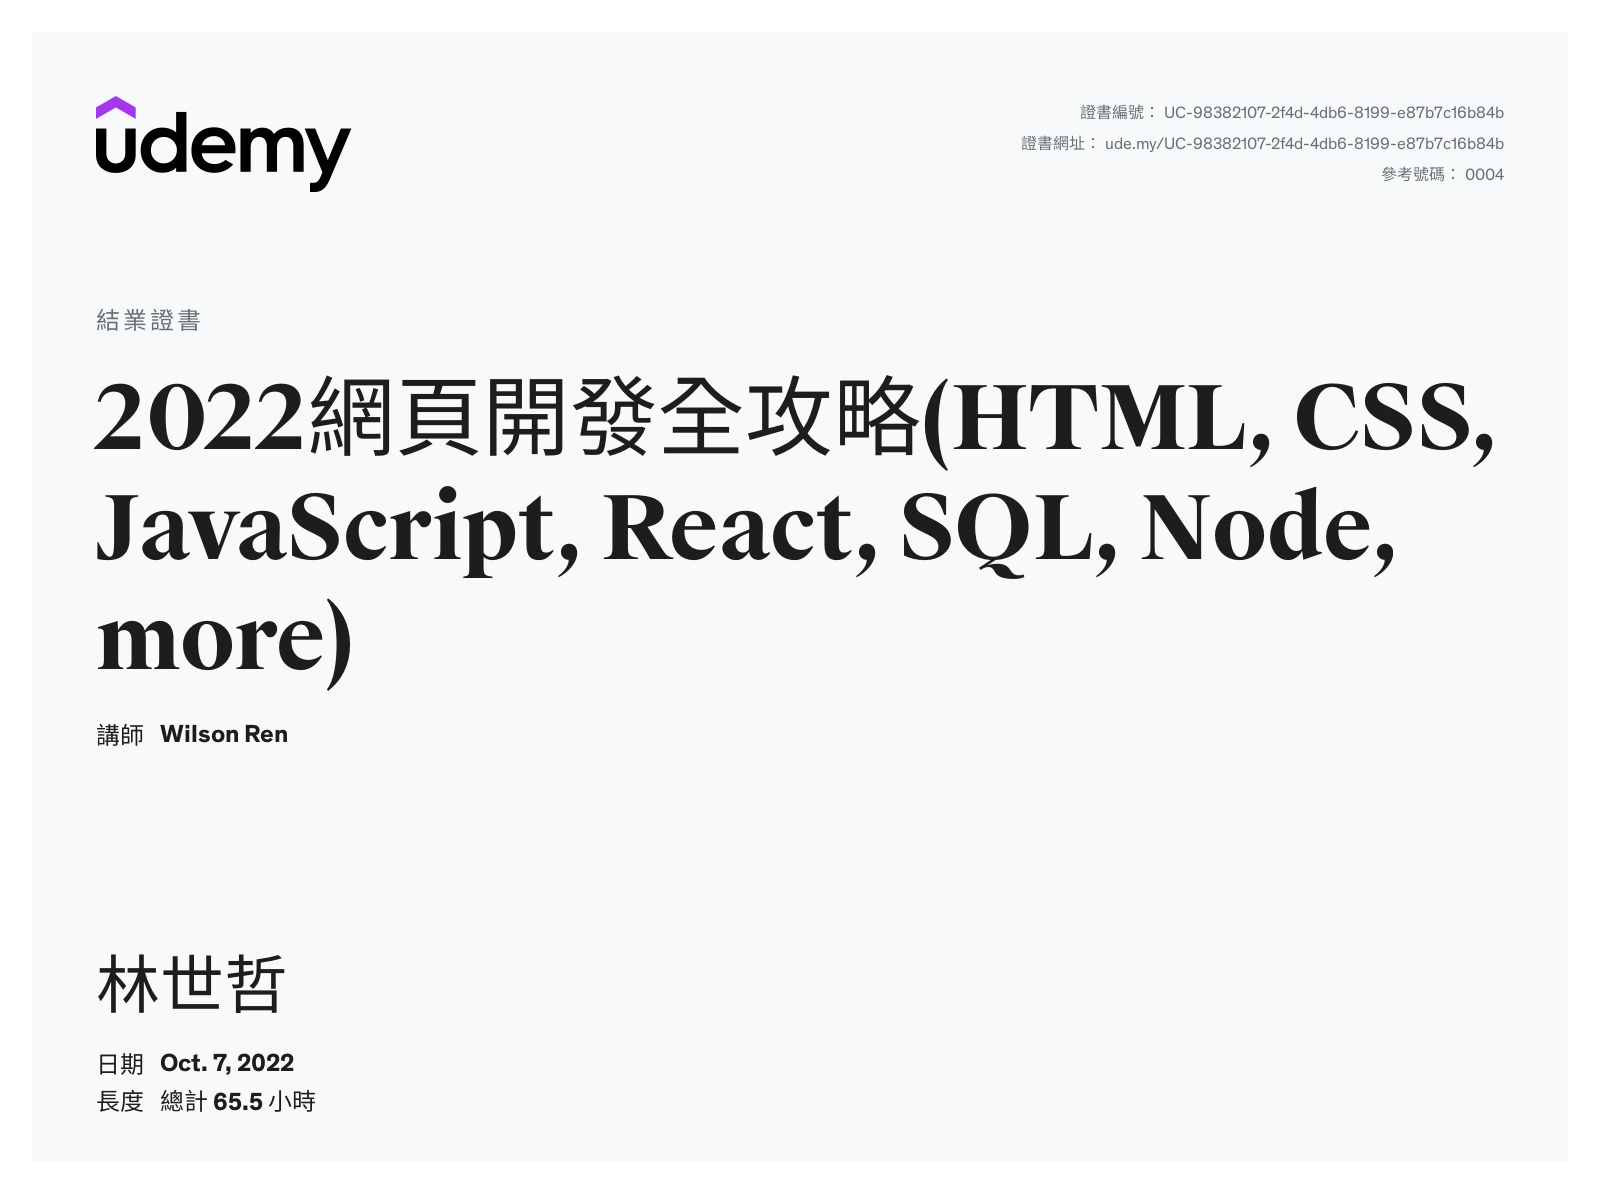 udemy
證書編號： UC-98382107-2f4d-4db6-8199-e87b7c16b84b
證書網址： ude.my/UC-98382107-2f4d-4db6-8199-e87b7c16b84b
參考號碼： 0004
結業證書
2022網頁開發全攻略(HTML, CSS,
JavaScript, React, SQL, Node,
more)
講師 Wilson Ren
林世哲
日期 Oct. 7, 2022
長度 總計 65.5 小時